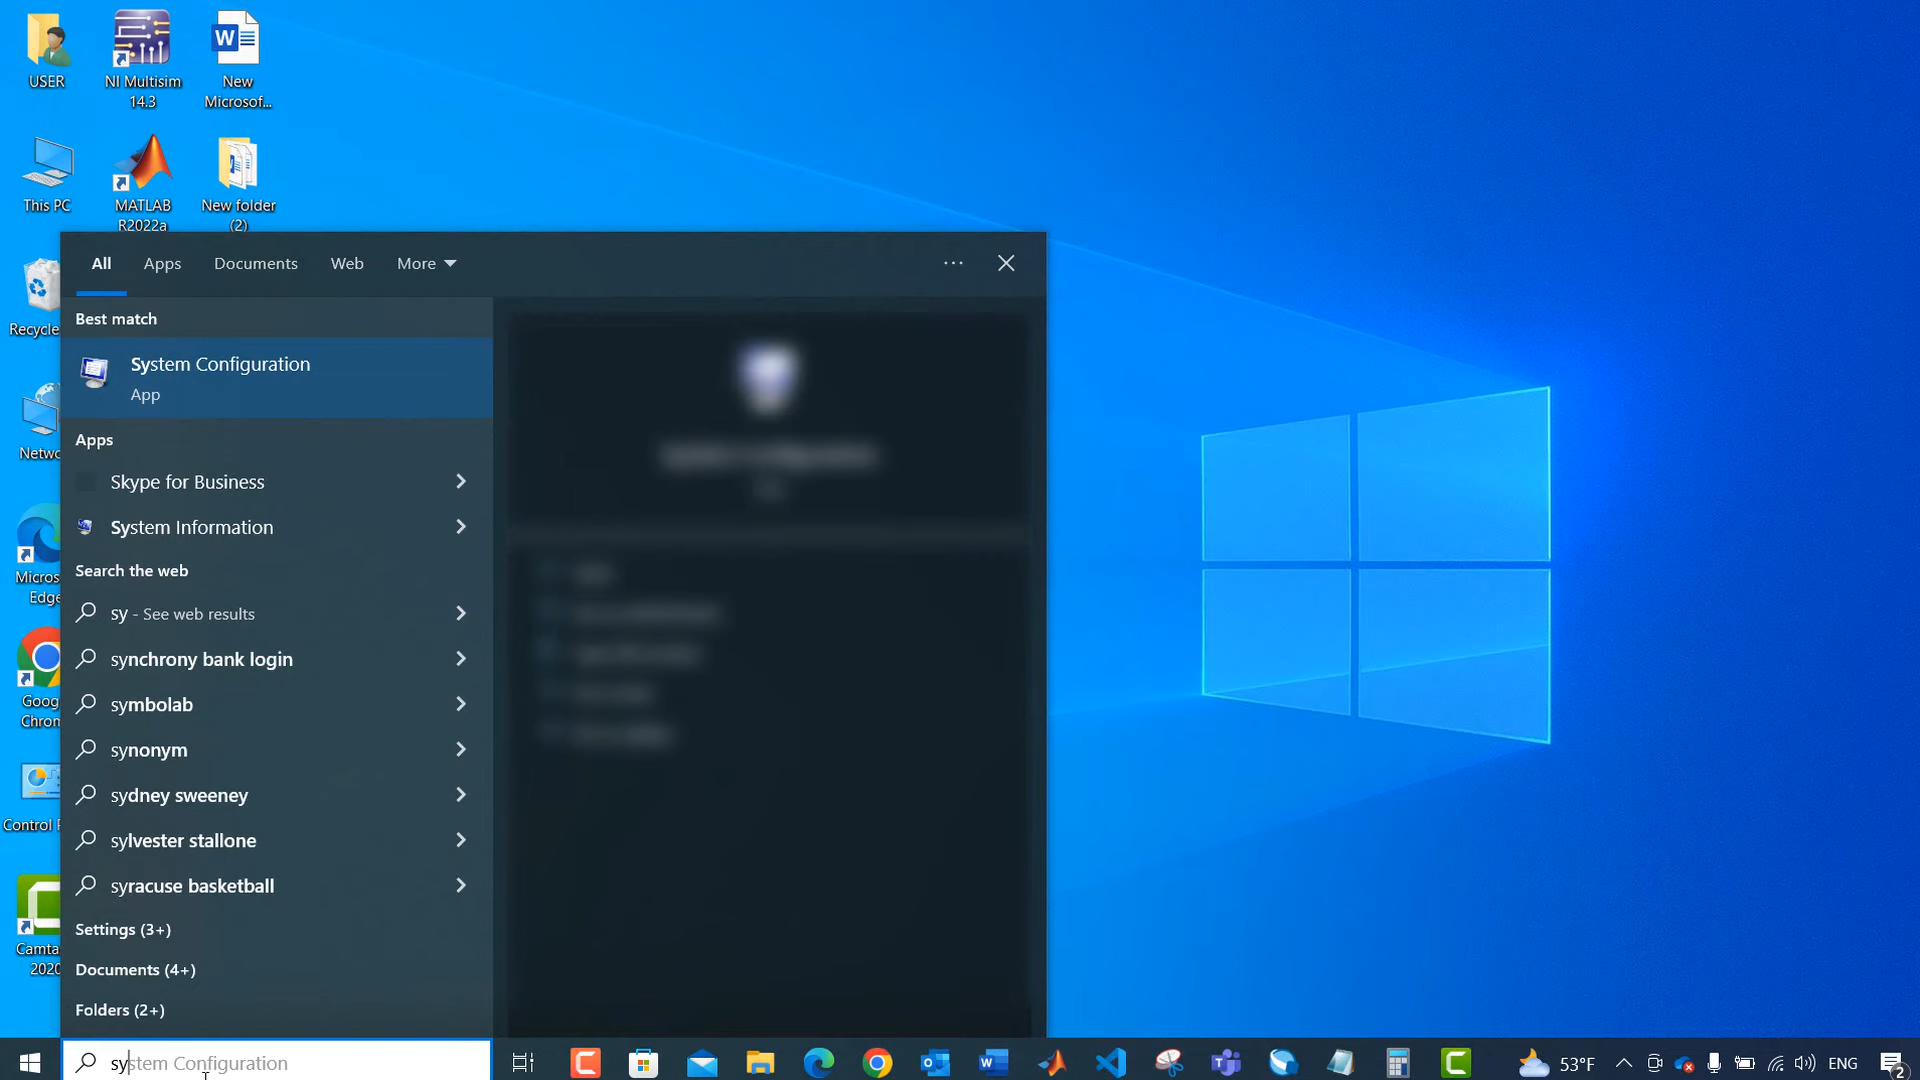 USER
NI Multisim
14.3
New
Microsof...
This PC
MATLAB
R2022a
New folder
(2)
Recycle
Netwo
Micros
Edge
Goog
Chrom
Control P
Camta
2020
All
Apps
Documents
Web
More
Best match
System Configuration
App
Apps
Skype for Business
System Information
Search the web
sy - See web results
synchrony bank login
symbolab
synonym
sydney sweeney
sylvester stallone
syracuse basketball
Settings (3+)
Documents (4+)
Folders (2+)
system Configuration
53°F
ENG
2